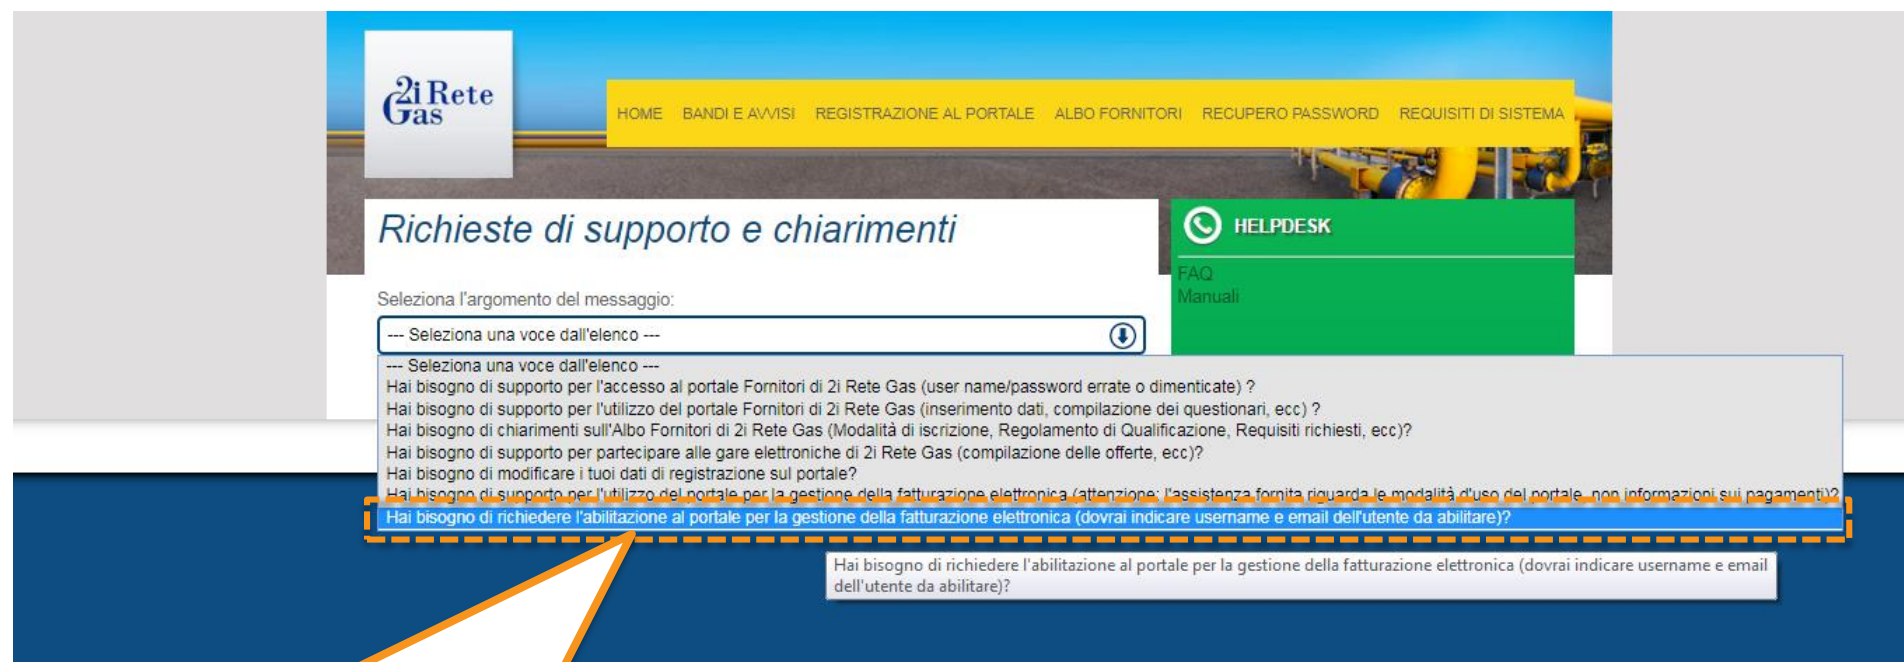 2i Rete
Gas
HOME BANDI E AVVISI REGISTRAZIONE AL PORTALE ALBO FORNITORI RECUPERO PASSWORD REQUISITI DI SISTEMA
Richieste di supporto e chiarimenti
HELPDESK
FAQ
Manuali
Seleziona l'argomento del messaggio:
--- Seleziona una voce dall'elenco ---
--- Seleziona una voce dall'elenco ---
Hai bisogno di supporto per l'accesso al portale Fornitori di 2i Rete Gas (user name/password errate o dimenticate) ?
Hai bisogno di supporto per l'utilizzo del portale Fornitori di 2i Rete Gas (inserimento dati, compilazione dei questionari, ecc) ?
Hai bisogno di chiarimenti sull'Albo Fornitori di 2i Rete Gas (Modalità di iscrizione, Regolamento di Qualificazione, Requisiti richiesti, ecc)?
Hai bisogno di supporto per partecipare alle gare elettroniche di 2i Rete Gas (compilazione delle offerte, ecc)?
Hai bisogno di modificare i tuoi dati di registrazione sul portale?
Hai bisogno di supporto per l'utilizzo del portale per la gestione della fatturazione elettronica (attenzione: l'assistenza fornita riguarda le modalità d'uso del portale, non informazioni sui pagamenti)?
Hai bisogno di richiedere l'abilitazione al portale per la gestione della fatturazione elettronica (dovrai indicare username e email dell'utente da abilitare)?
Hai bisogno di richiedere l'abilitazione al portale per la gestione della fatturazione elettronica (dovrai indicare username e email
dell'utente da abilitare)?